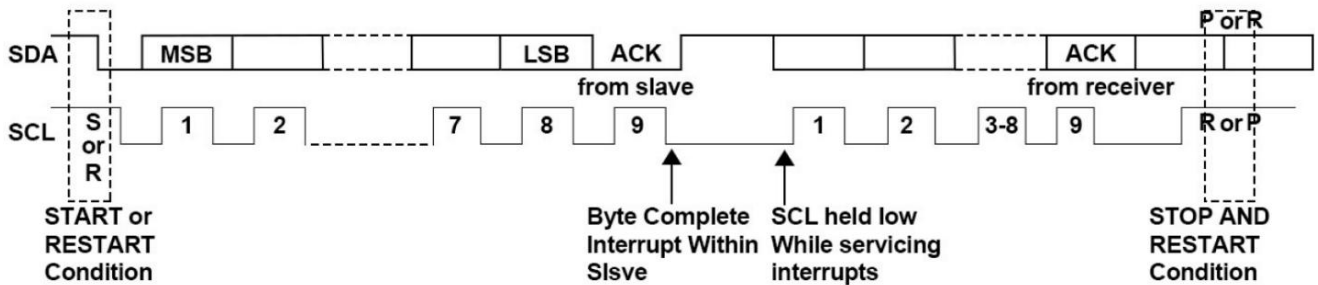 P or R
SDA MSB LSB ACK ACK
from slave from receiver
SCL S or R 1 2 7 8 9 1 2 3-8 9 R or P
START or
RESTART
Condition
Byte Complete
Interrupt Within
SIsve
SCL held low
While servicing
interrupts
STOP AND
RESTART
Condition